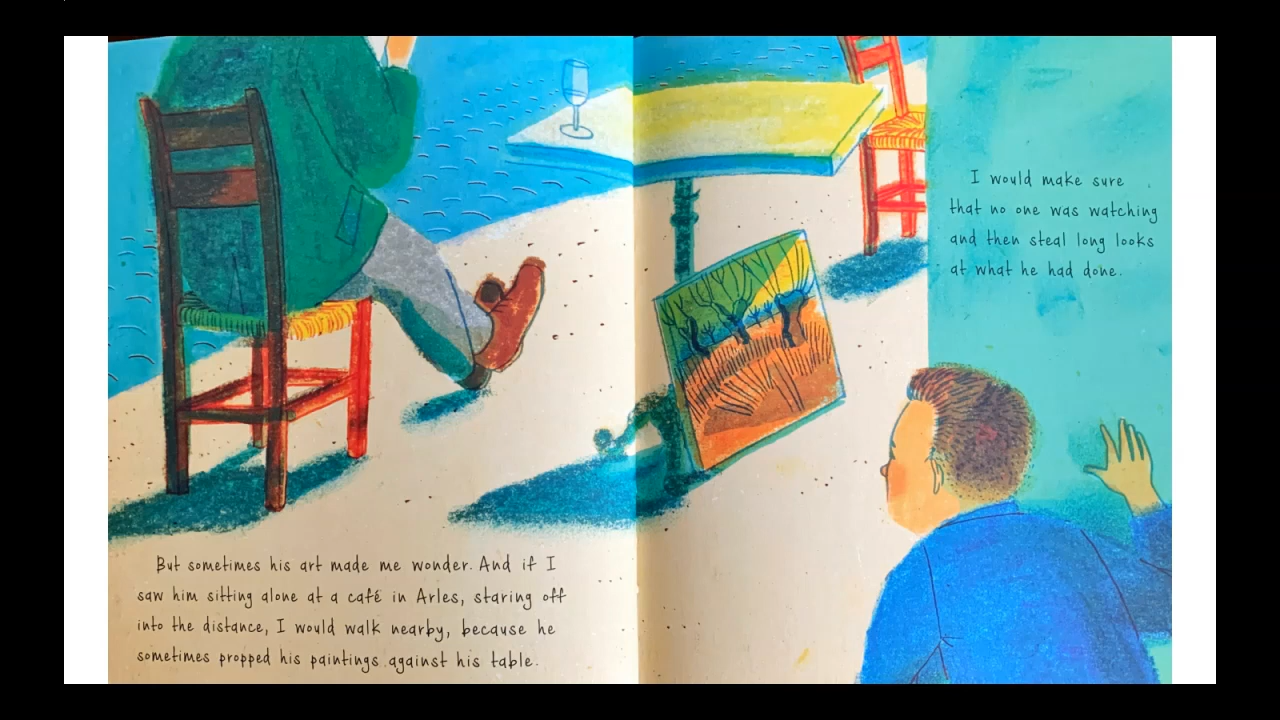 But sometimes his art made me wonder. And if I
saw him sitting alone at a café in Arles, staring off
into the distance, I would walk nearby, because he
sometimes propped his paintings against his table.
I would make sure
that no one was watching
and then steal long looks
at what he had done.